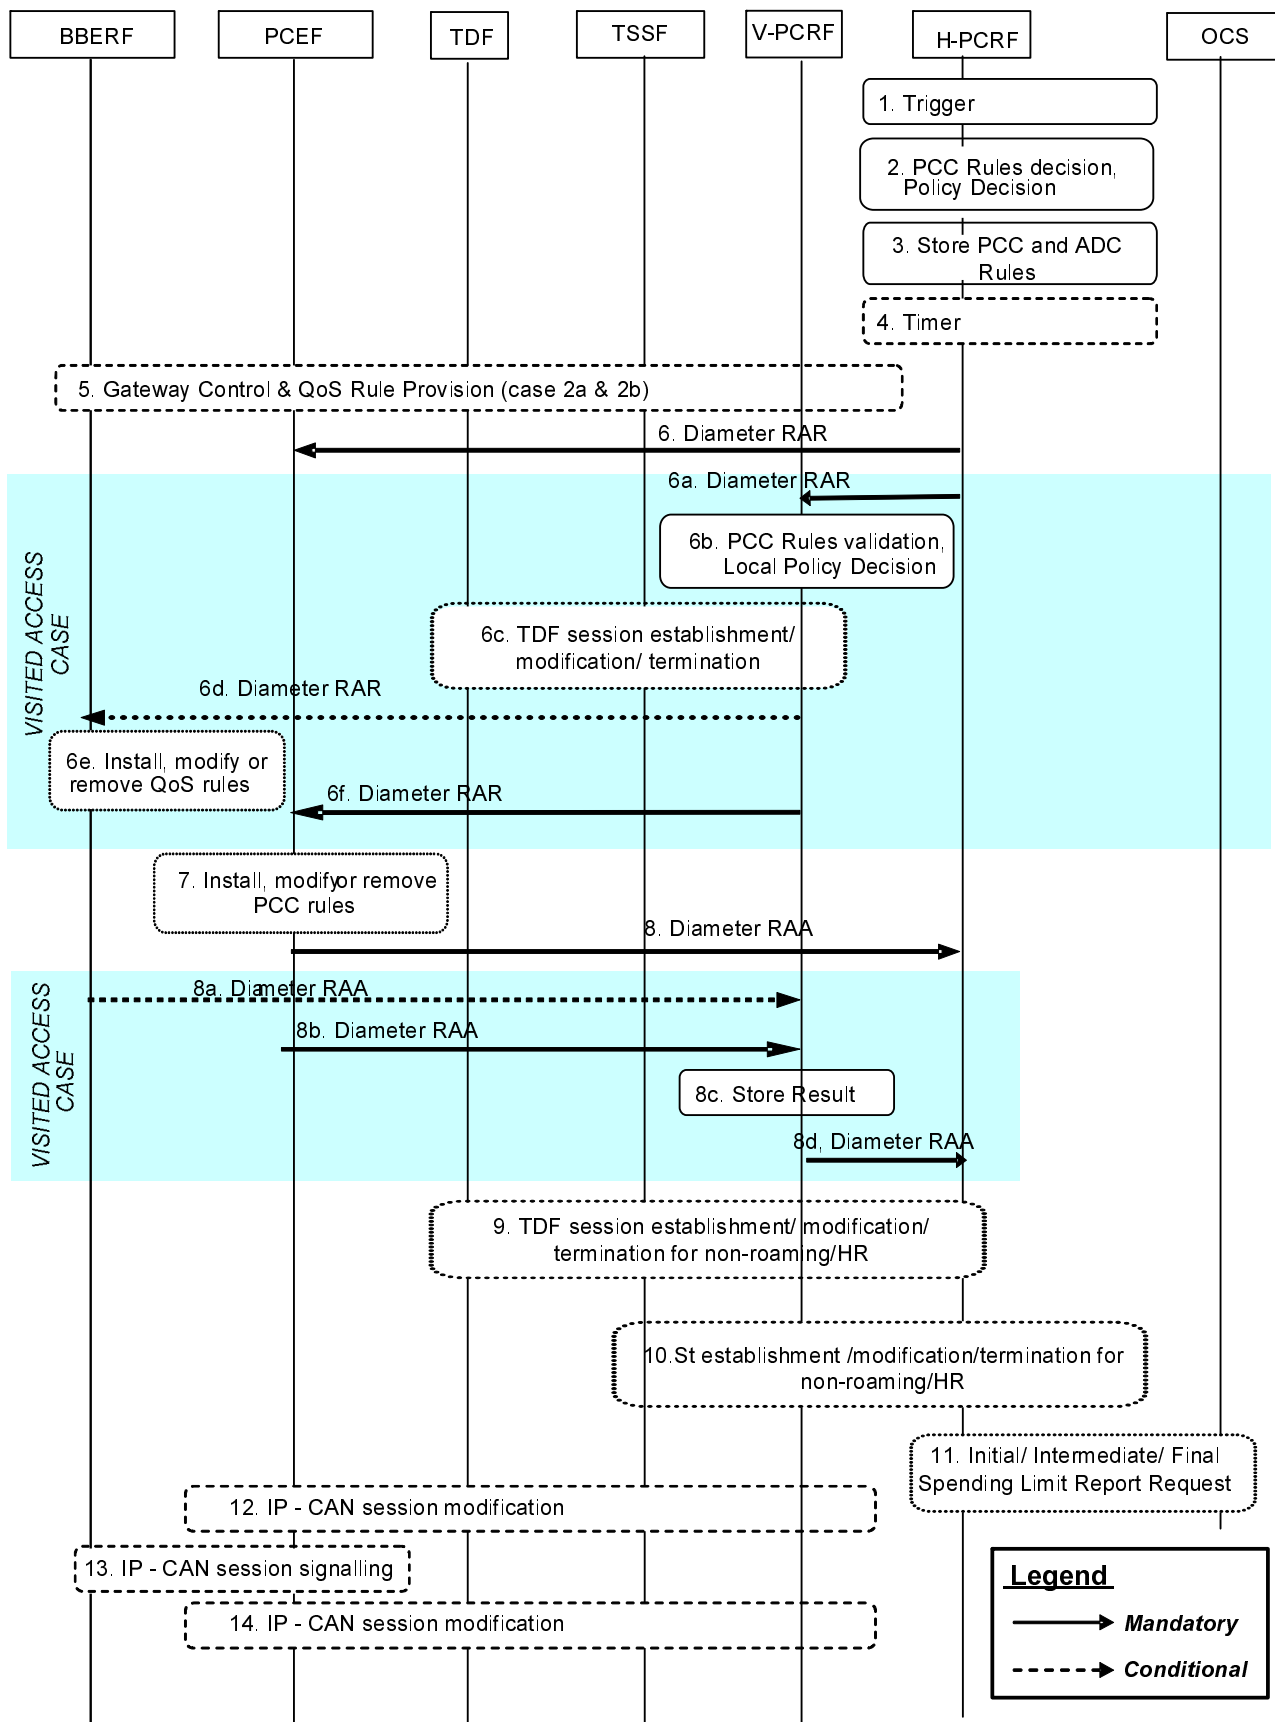 BBERF
PCEF
TDF
TSSF
V-PCRF
H-PCRF
OCS
1. Trigger
2. PCC Rules decision,
Policy Decision
3. Store PCC and ADC
Rules
4. Timer
5. Gateway Control & QoS Rule Provision (case 2a & 2b)
6. Diameter RAR
6a. Diameter RAR
6b. PCC Rules validation,
Local Policy Decision
VISITED ACCESS
CASE
6c. TDF session establishment/
modification/ termination
6d. Diameter RAR
6e. Install, modify or
remove QoS rules
6f. Diameter RAR
7. Install, modify or remove
PCC rules
8. Diameter RAA
VISITED ACCESS
CASE
8a. Diameter RAA
8b. Diameter RAA
8c. Store Result
8d, Diameter RAA
9. TDF session establishment/ modification/
termination for non-roaming/HR
10.St establishment /modification/termination for
non-roaming/HR
11. Initial/ Intermediate/ Final
Spending Limit Report Request
12. IP - CAN session modification
13. IP - CAN session signalling
14. IP - CAN session modification
Legend
Mandatory
Conditional